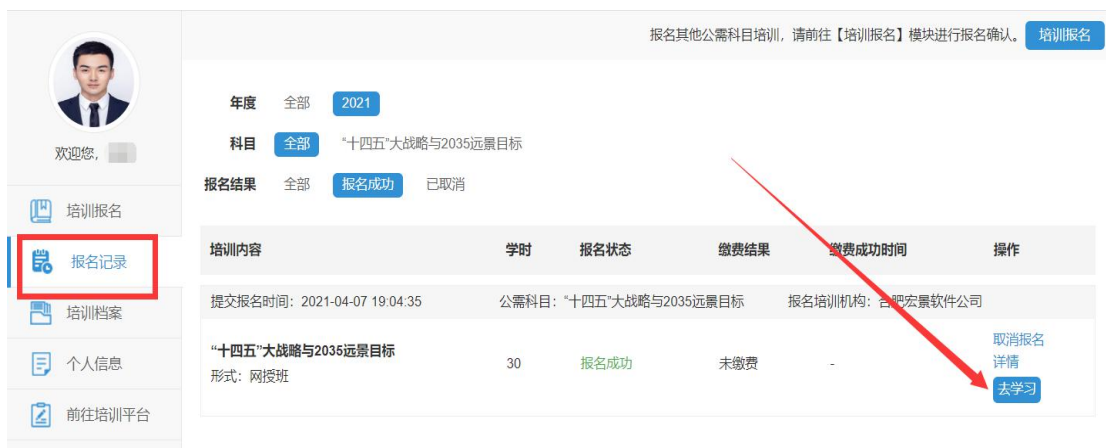 报名其他公需科目培训，请前往【培训报名】模块进行报名确认。 培训报名
欢迎您，
培训报名
报名记录
培训档案
个人信息
前往培训平台
年度 全部 2021
科目 全部 “十四五”大战略与2035远景目标
报名结果 全部 报名成功 已取消
培训内容 学时 报名状态 缴费结果 缴费成功时间 操作
提交报名时间：2021-04-07 19:04:35 公需科目：“十四五”大战略与2035远景目标 报名培训机构：合肥宏景软件公司
“十四五”大战略与2035远景目标
形式：网授班
30 报名成功 未缴费 -
取消报名
详情
去学习